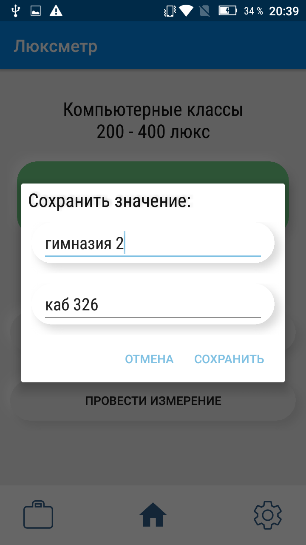 34 % 20:39
Люксметр
Компьютерные классы
200 - 400 люкс
Сохранить значение:
гимназия 2
каб 326
ОТМЕНА СОХРАНИТЬ
ПРОВЕСТИ ИЗМЕРЕНИЕ